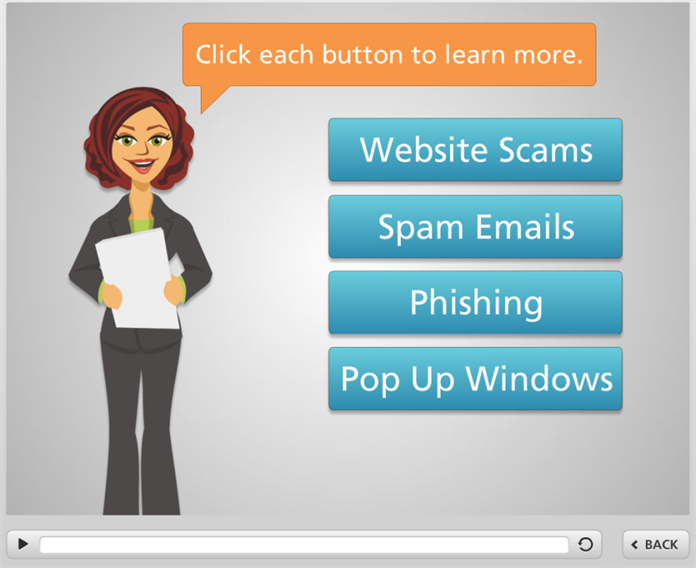 Click each button to learn more.
Website Scams
Spam Emails
Phishing
Pop Up Windows
BACK